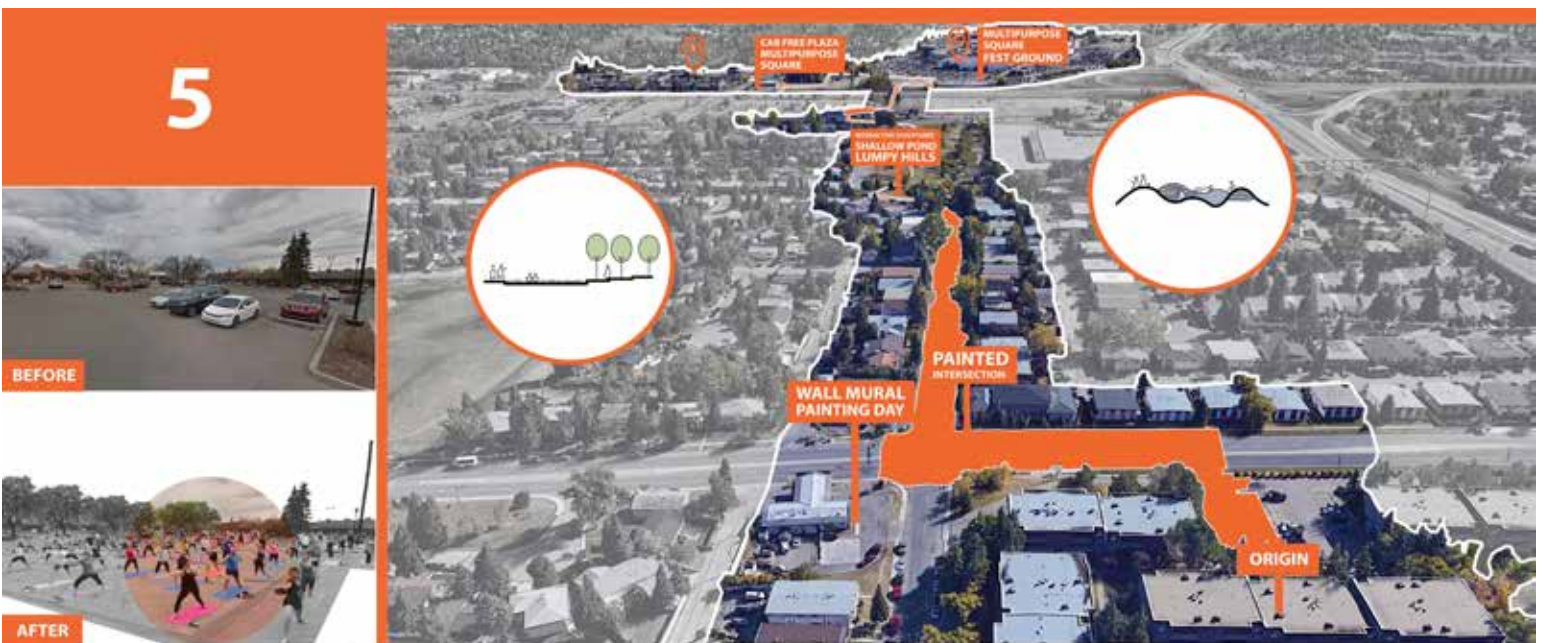 5
BEFORE
AFTER
CAR FREE PLAZA
MULTIPURPOSE
SQUARE
MULTIPURPOSE
SQUARE
FEST GROUND
SHALLOW POND
LUMPY HILLS
PAINTED
INTERSECTION
WALL MURAL
PAINTING DAY
ORIGIN